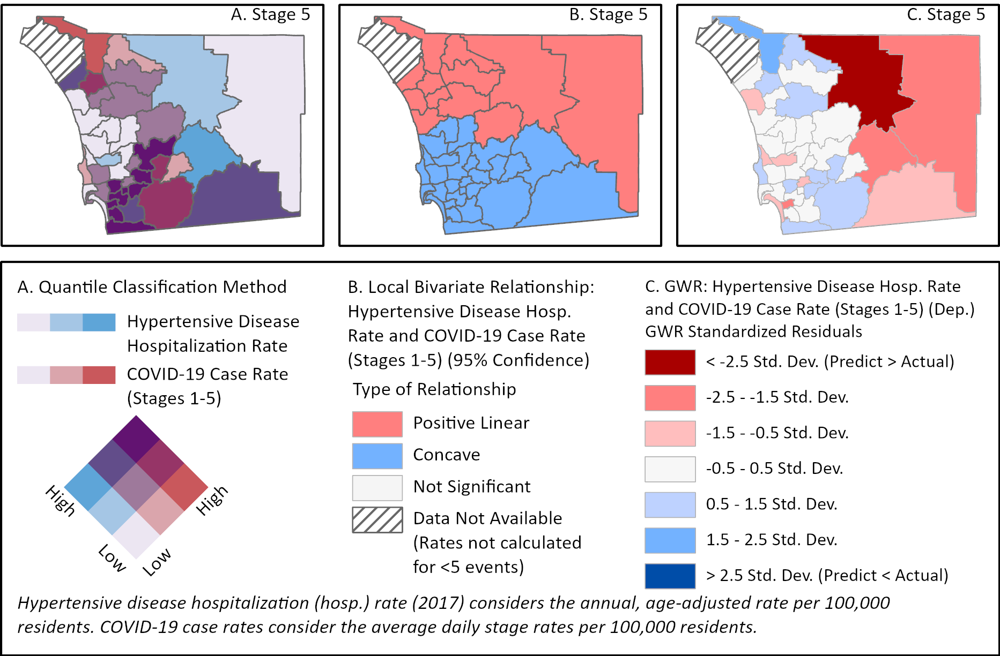 A. Stage 5
B. Stage 5
C. Stage 5
A. Quantile Classification Method
Hypertensive Disease
Hospitalization Rate
COVID-19 Case Rate
(Stages 1-5)
High
High
Low
Low
B. Local Bivariate Relationship:
Hypertensive Disease Hosp.
Rate and COVID-19 Case Rate
(Stages 1-5) (95% Confidence)
Type of Relationship
Positive Linear
Concave
Not Significant
Data Not Available
(Rates not calculated
for <5 events)
C. GWR: Hypertensive Disease Hosp. Rate
and COVID-19 Case Rate (Stages 1-5) (Dep.)
GWR Standardized Residuals
< -2.5 Std. Dev. (Predict > Actual)
-2.5 - -1.5 Std. Dev.
-1.5 - -0.5 Std. Dev.
-0.5 - 0.5 Std. Dev.
0.5 - 1.5 Std. Dev.
1.5 - 2.5 Std. Dev.
> 2.5 Std. Dev. (Predict < Actual)
Hypertensive disease hospitalization (hosp.) rate (2017) considers the annual, age-adjusted rate per 100,000
residents. COVID-19 case rates consider the average daily stage rates per 100,000 residents.